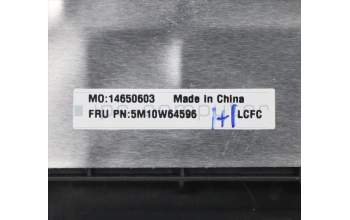 MO:14650603 Made in China
FRU PN:5M10W64596 1+1 LCFC